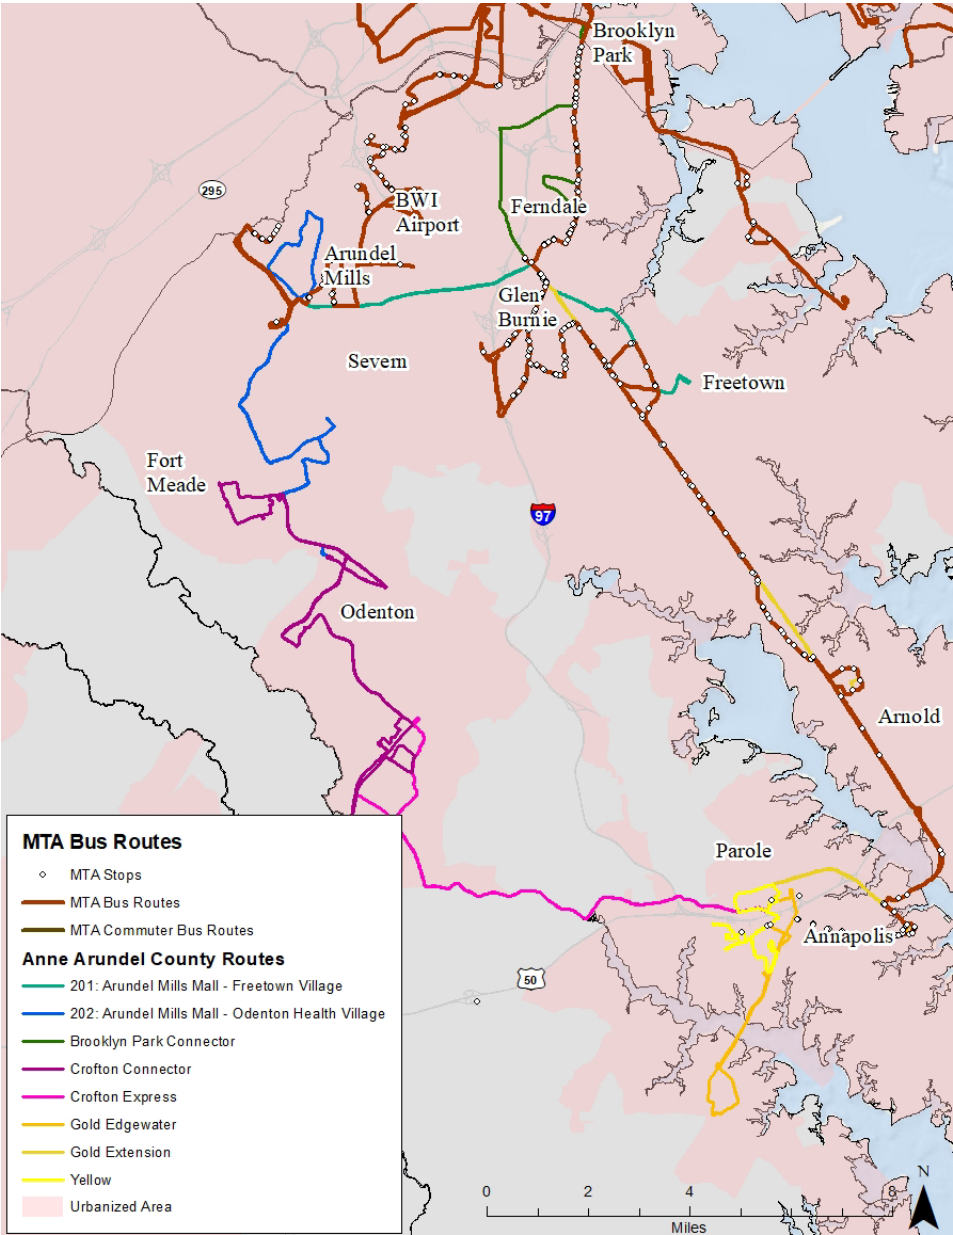 Brooklyn
Park
295
BWI
Airport
Ferndale
Arundel
Mills
Glen
Burnie
Severn
Freetown
Fort
Meade
97
Odenton
Arnold
Parole
Annapolis
50
MTA Bus Routes
MTA Stops
MTA Bus Routes
MTA Commuter Bus Routes
Anne Arundel County Routes
201: Arundel Mills Mall - Freetown Village
202: Arundel Mills Mall - Odenton Health Village
Brooklyn Park Connector
Crofton Connector
Crofton Express
Gold Edgewater
Gold Extension
Yellow
Urbanized Area
N
0 2 4 8
Miles